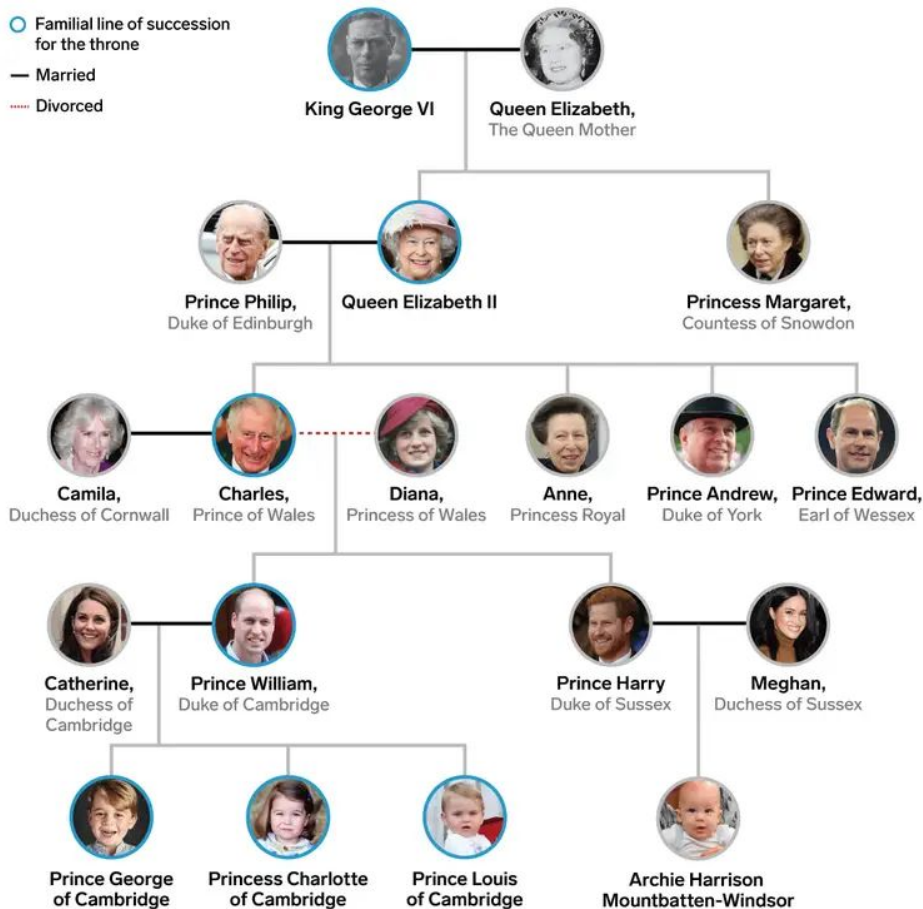 Familial line of succession
for the throne
Married
Divorced
King George VI
Queen Elizabeth,
The Queen Mother
Prince Philip,
Duke of Edinburgh
Queen Elizabeth II
Princess Margaret,
Countess of Snowdon
Camila,
Duchess of Cornwall
Charles,
Prince of Wales
Diana,
Princess of Wales
Anne,
Princess Royal
Prince Andrew,
Duke of York
Prince Edward,
Earl of Wessex
Catherine,
Duchess of
Cambridge
Prince William,
Duke of Cambridge
Prince Harry
Duke of Sussex
Meghan,
Duchess of Sussex
Prince George
of Cambridge
Princess Charlotte
of Cambridge
Prince Louis
of Cambridge
Archie Harrison
Mountbatten-Windsor